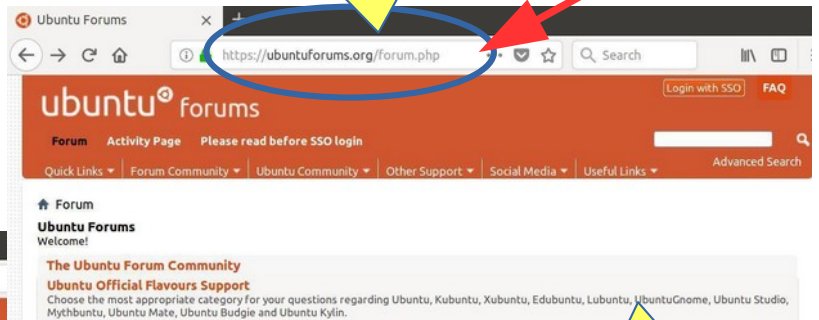 Ubuntu Forums
https://ubuntuforums.org/forum.php
Search
ubuntu® forums
Login with SSO FAQ
Forum Activity Page Please read before SSO login
Quick Links Forum Community Ubuntu Community Other Support Social Media Useful Links Advanced Search
Forum
Ubuntu Forums
Welcome!
The Ubuntu Forum Community
Ubuntu Official Flavours Support
Choose the most appropriate category for your questions regarding Ubuntu, Kubuntu, Xubuntu, Edubuntu, Lubuntu, UbuntuGnome, Ubuntu Studio,
Mythbuntu, Ubuntu Mate, Ubuntu Budgie and Ubuntu Kylin.